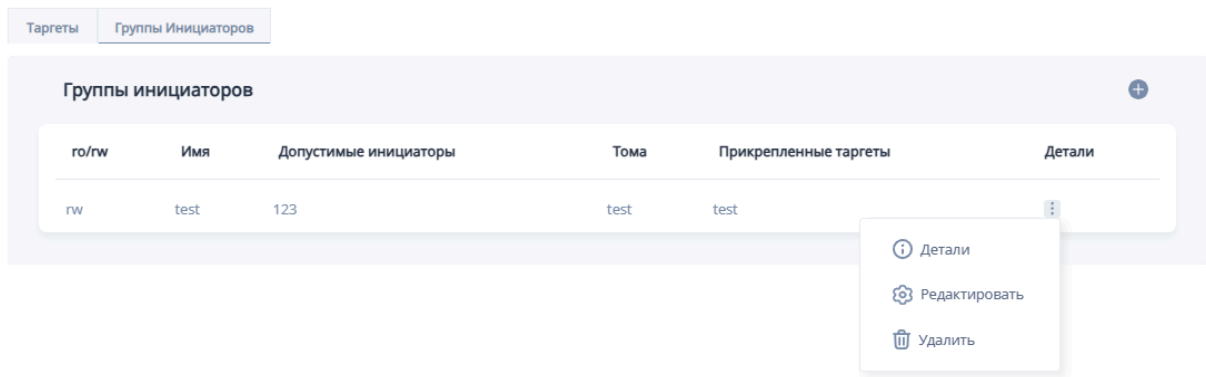 Таргеты Группы Инициаторов
Группы инициаторов
ro/rw Имя Допустимые инициаторы Тома Прикрепленные таргеты Детали
rw test 123 test test
Детали
Редактировать
Удалить